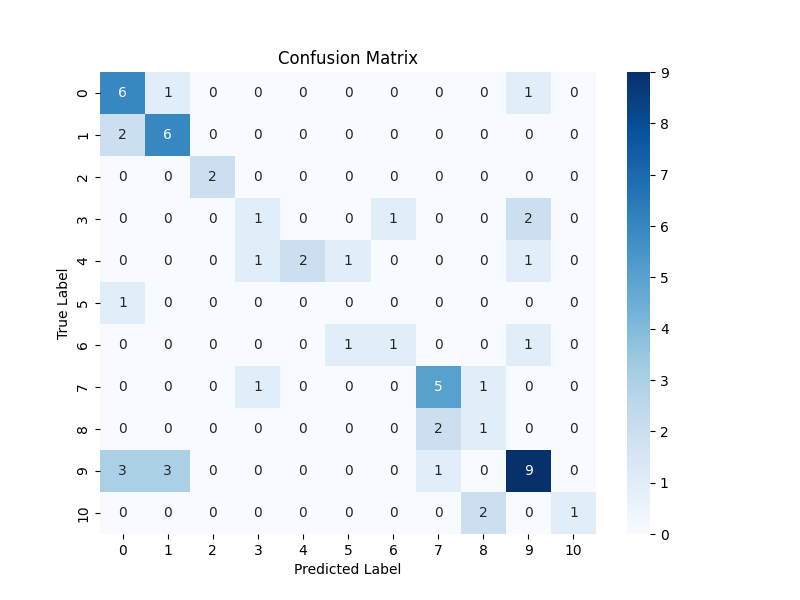 Confusion Matrix
True Label
0 6 1 0 0 0 0 0 0 0 1 0
1 2 6 0 0 0 0 0 0 0 0 0
2 0 0 2 0 0 0 0 0 0 0 0
3 0 0 0 1 0 0 1 0 0 2 0
4 0 0 0 1 2 1 0 0 0 1 0
5 1 0 0 0 0 0 0 0 0 0 0
6 0 0 0 0 0 1 1 0 0 1 0
7 0 0 0 1 0 0 0 5 1 0 0
8 0 0 0 0 0 0 0 2 1 0 0
9 3 3 0 0 0 0 0 1 0 9 0
10 0 0 0 0 0 0 0 0 2 0 1
0 1 2 3 4 5 6 7 8 9 10
Predicted Label
9
8
7
6
5
4
3
2
1
0